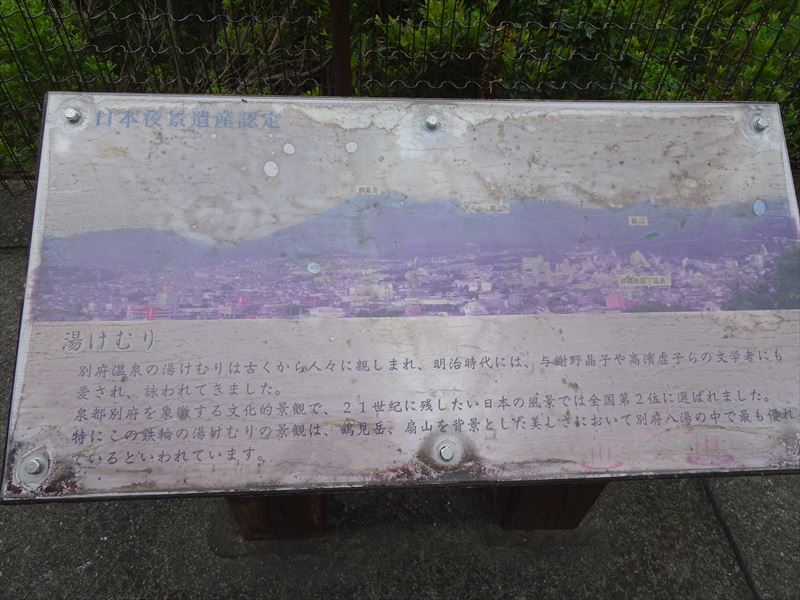 日本夜景遺産認定
鶴見岳
扇山
湯けむり
別府温泉の湯けむりは古くから人々に親しまれ、明治時代には、与謝野晶子や高濱虚子らの文学者にも
愛され、詠われてきました。
泉都別府を象徴する文化的景観で、２１世紀に残したい日本の風景では全国第２位に選ばれました。
特にこの鉄輪の湯けむりの景観は、鶴見岳、扇山を背景とした美しさにおいて別府八湯の中で最も優れ
ているといわれています。